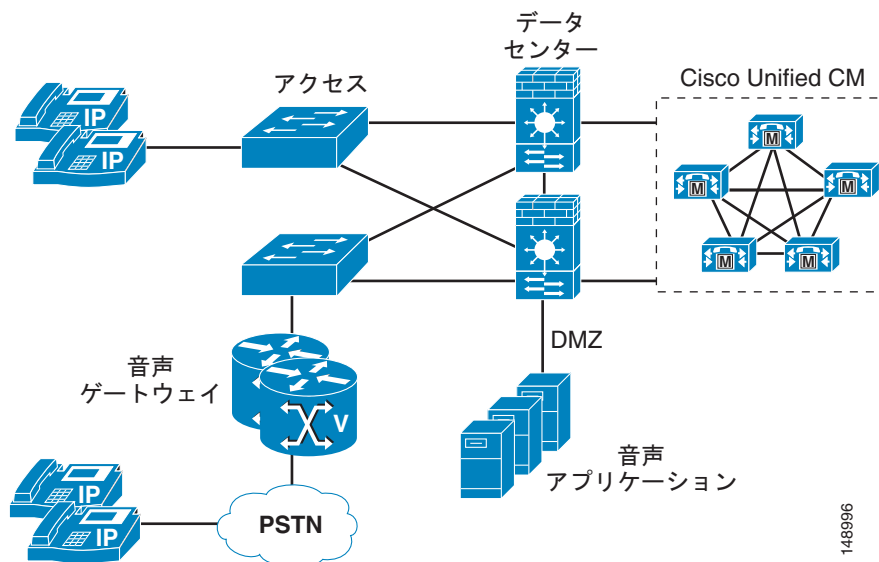 データ
センター
アクセス
Cisco Unified CM
IP
IP
M
M
M
M
M
DMZ
音声
ゲートウェイ
V
音声
アプリケーション
IP
IP
PSTN
148996